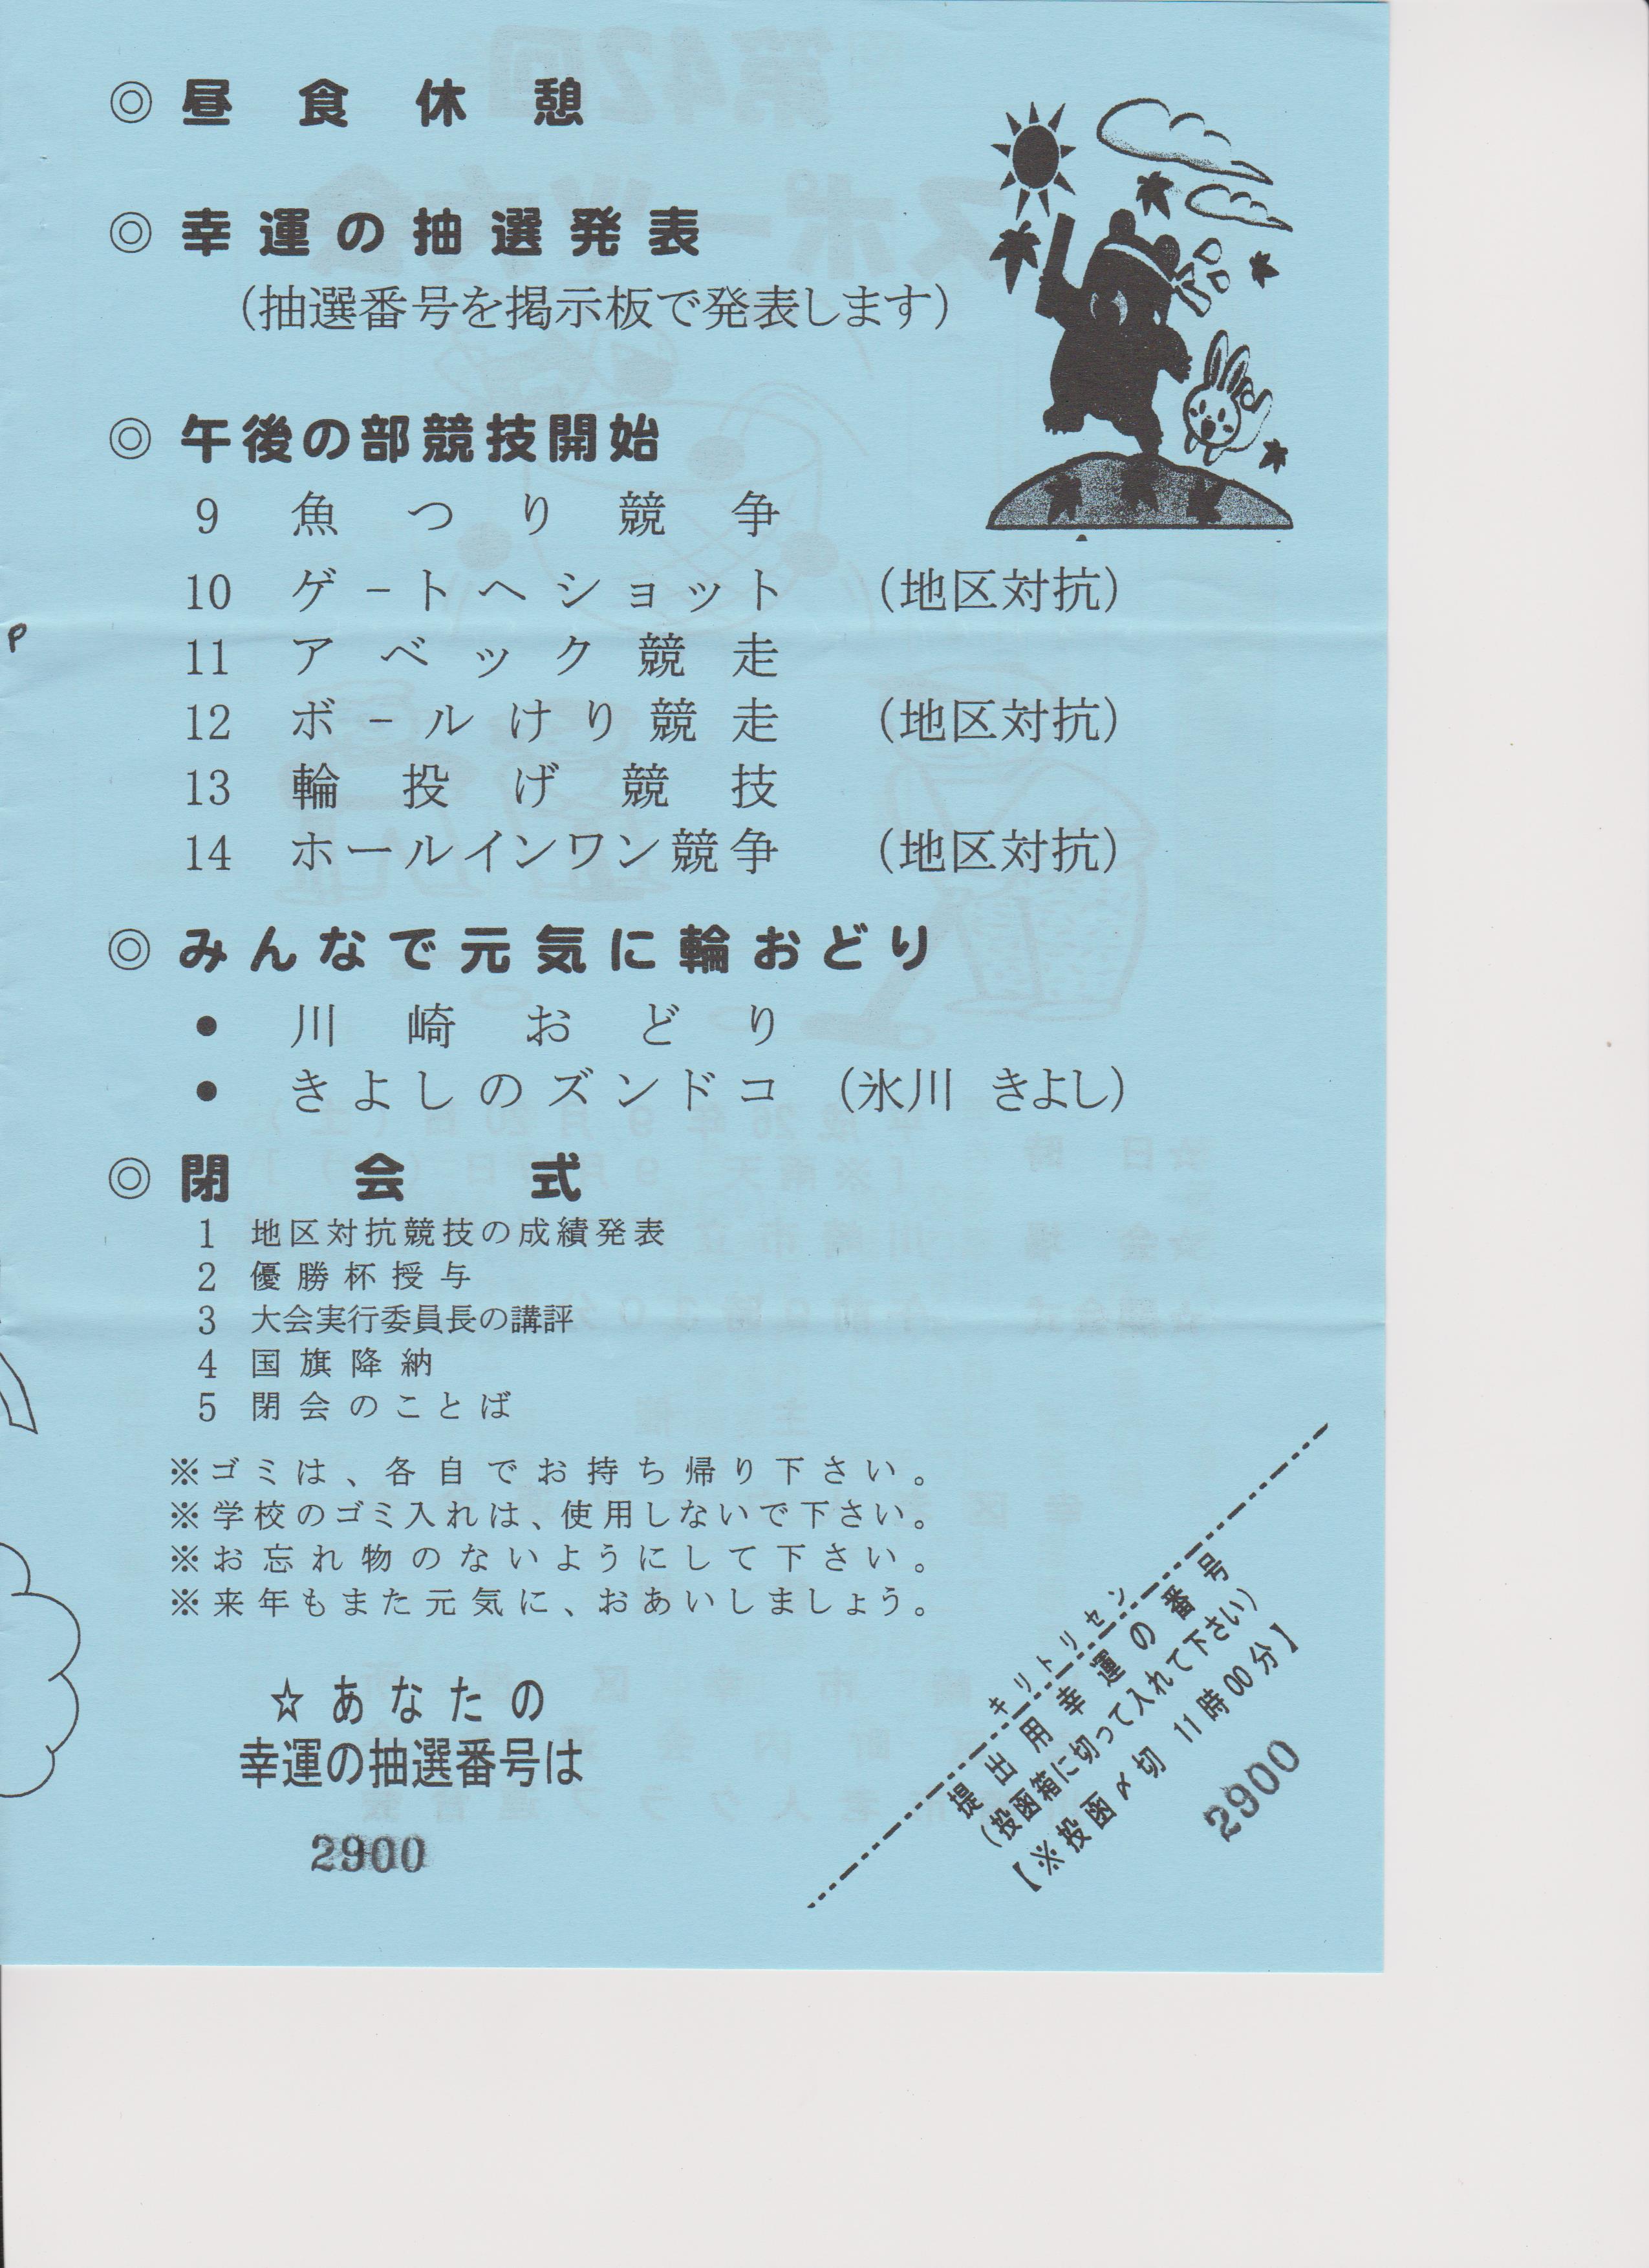 ◎ 昼食休憩
◎ 幸運の抽選発表
(抽選番号を掲示板で発表します)
◎ 午後の部競技開始
9 魚つり競争
10 ゲートへショット (地区対抗)
11 アベック競走
12 ボールけり競走 (地区対抗)
13 輪投げ競技
14 ホールインワン競争 (地区対抗)
◎ みんなで元気に輪おどり
● 川崎おどり
● きよしのズンドコ (氷川 きよし)
◎ 閉会式
1 地区対抗競技の成績発表
2 優勝杯授与
3 大会実行委員長の講評
4 国旗降納
5 閉会のことば
※ゴミは、各自でお持ち帰り下さい。
※学校のゴミ入れは、使用しないで下さい。
※お忘れ物のないようにして下さい。
※来年もまた元気に、おあいしましょう。
☆あなたの
幸運の抽選番号は
2900
キリトリセン
提出用幸運の番号
(投函箱に切って入れて下さい)
【※投函〆切 11時00分】
2900